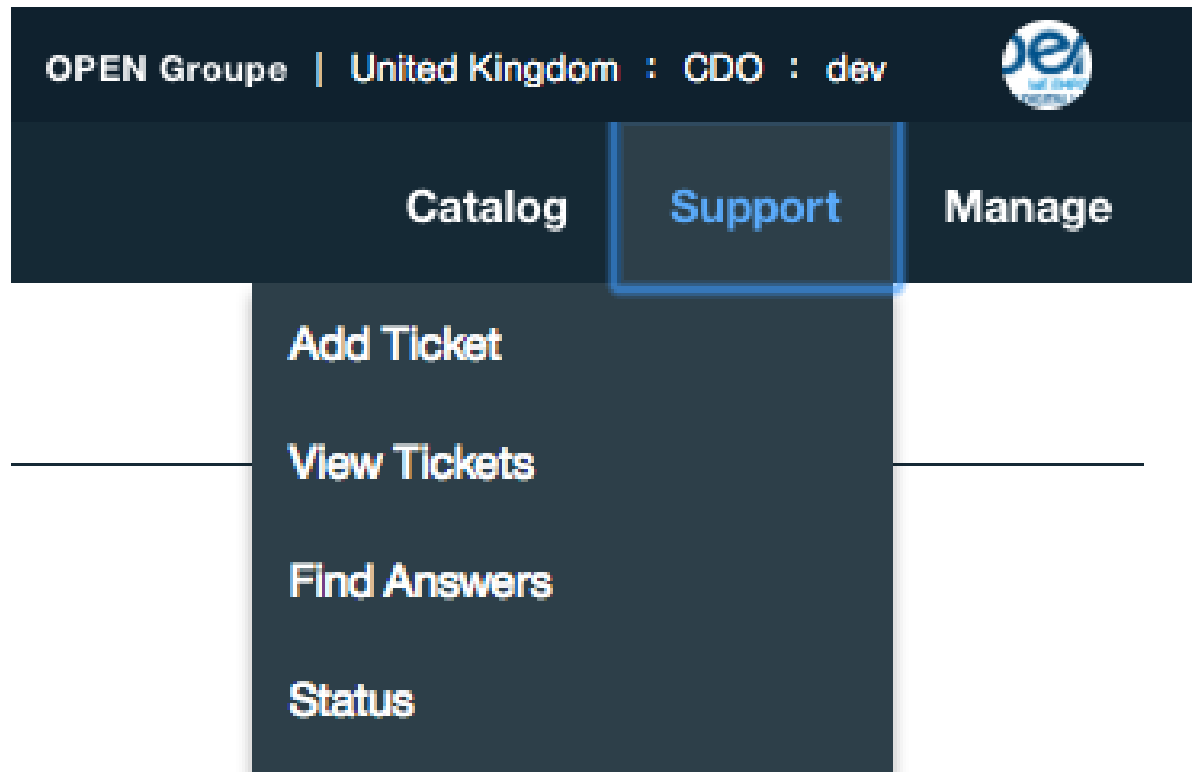 OPEN Groupe | United Kingdom : CDO : dev
Catalog Support Manage
Add Ticket
View Tickets
Find Answers
Status